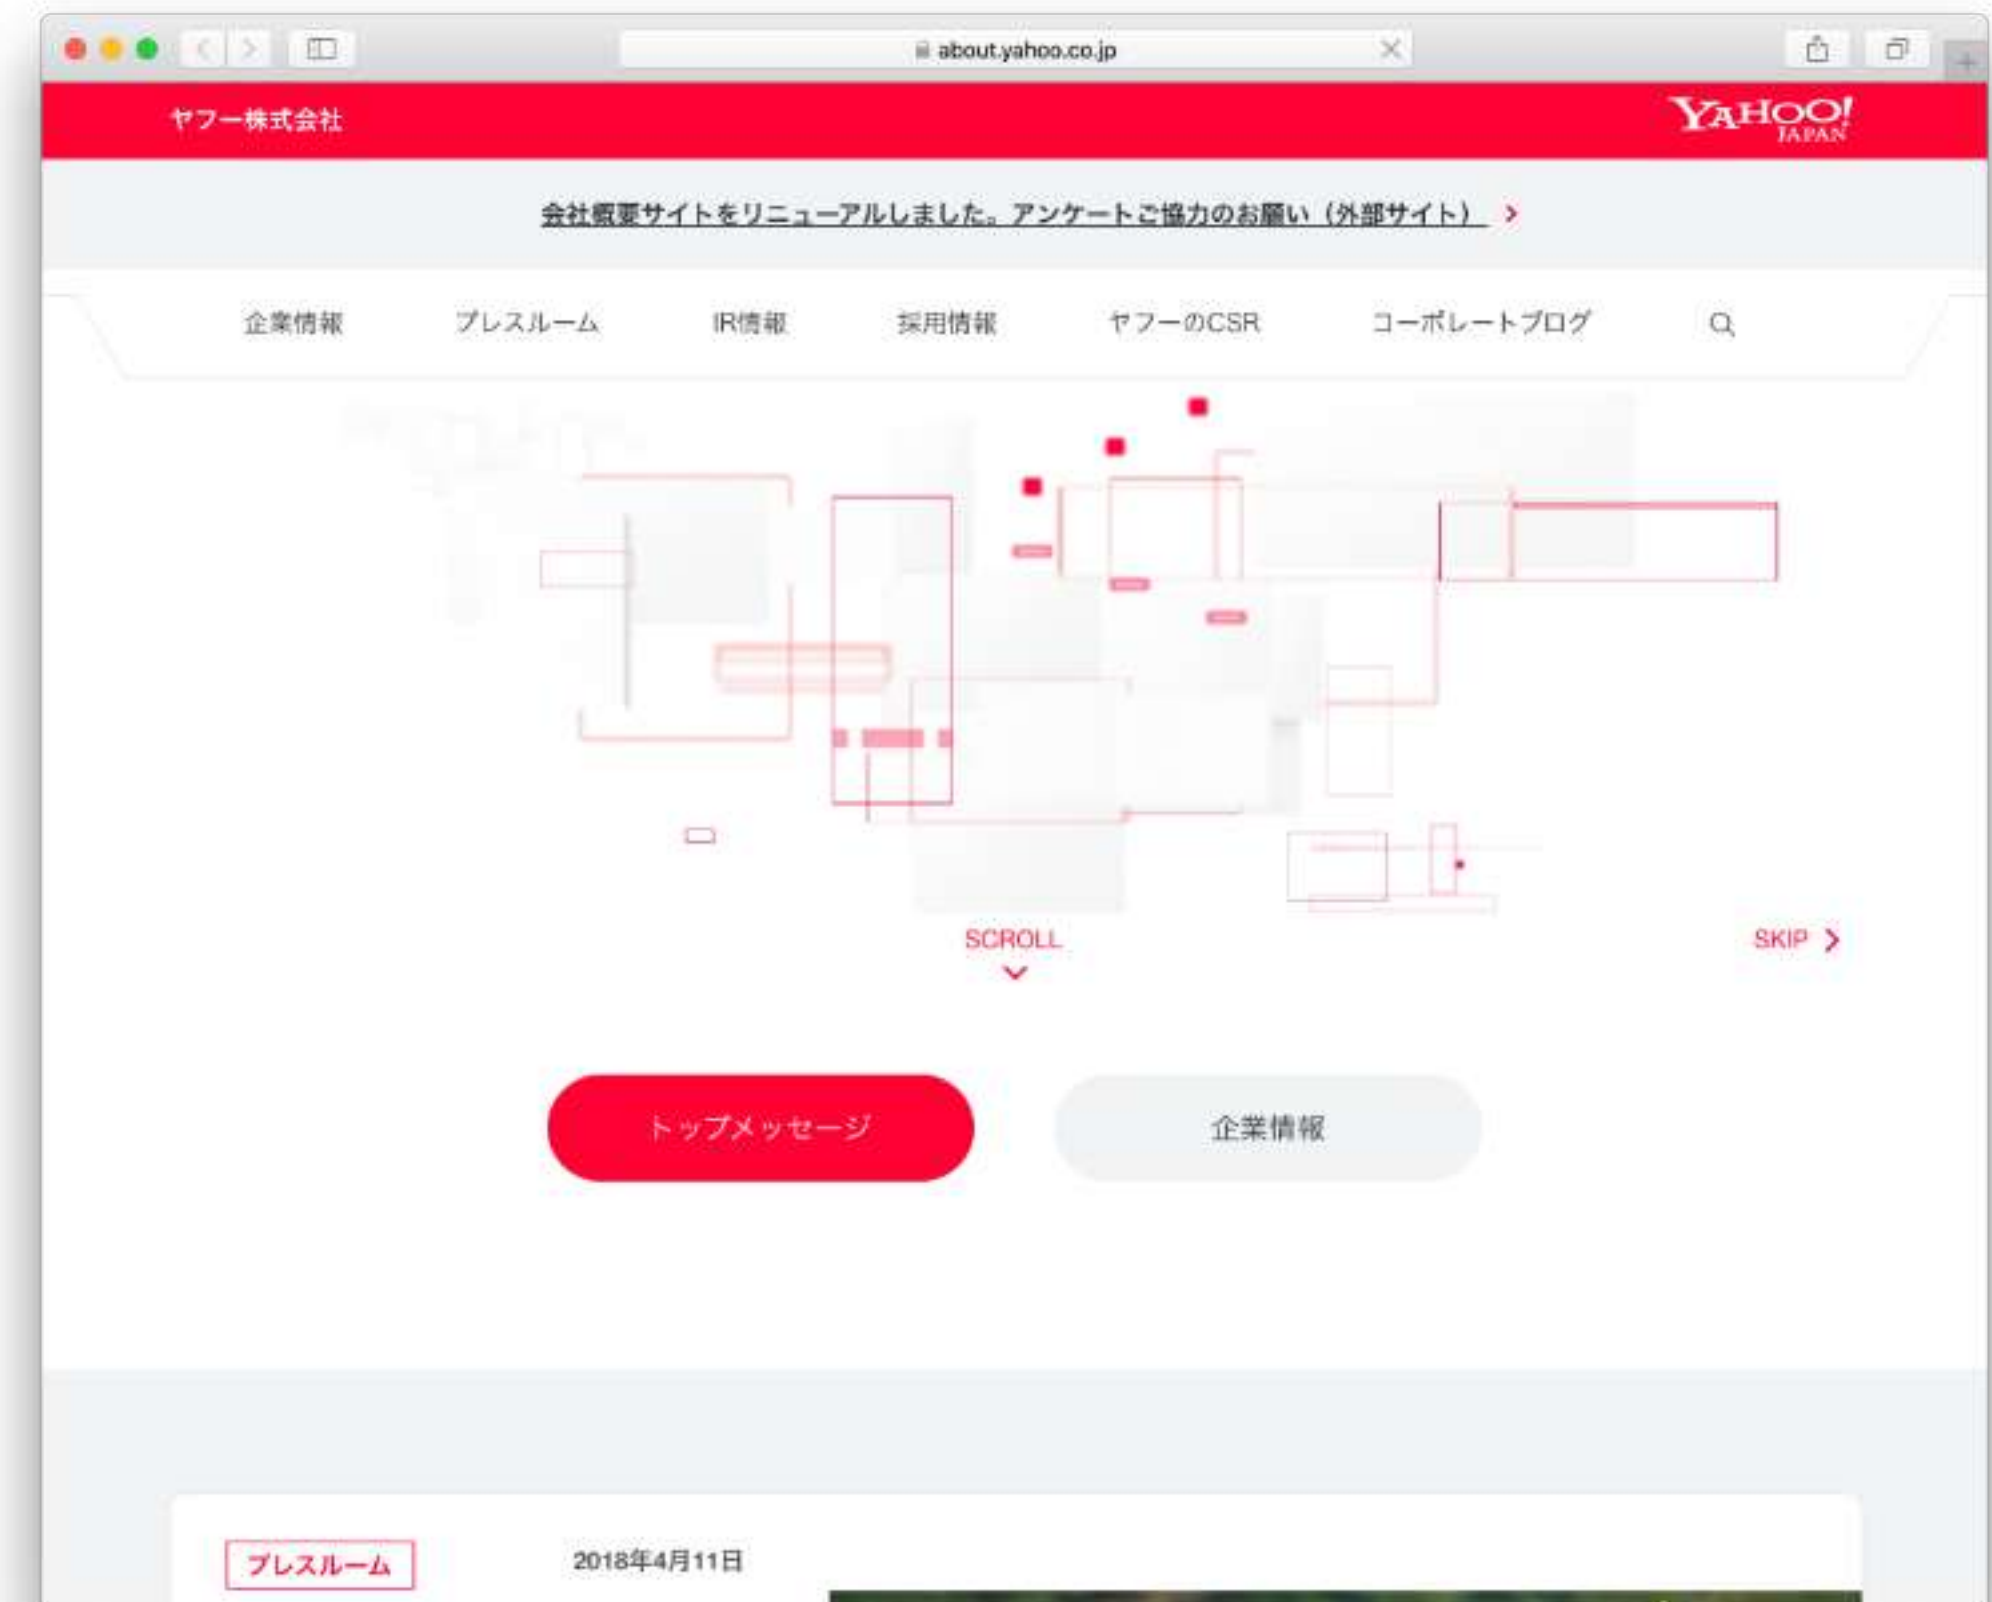 about.yahoo.co.jp
ヤフー株式会社
YAHOO!
JAPAN
会社概要サイトをリニューアルしました。アンケートご協力のお願い（外部サイト）
企業情報
プレスルーム
IR情報
採用情報
ヤフーのCSR
コーポレートブログ
SCROLL
SKIP
トップメッセージ
企業情報
プレスルーム
2018年4月11日